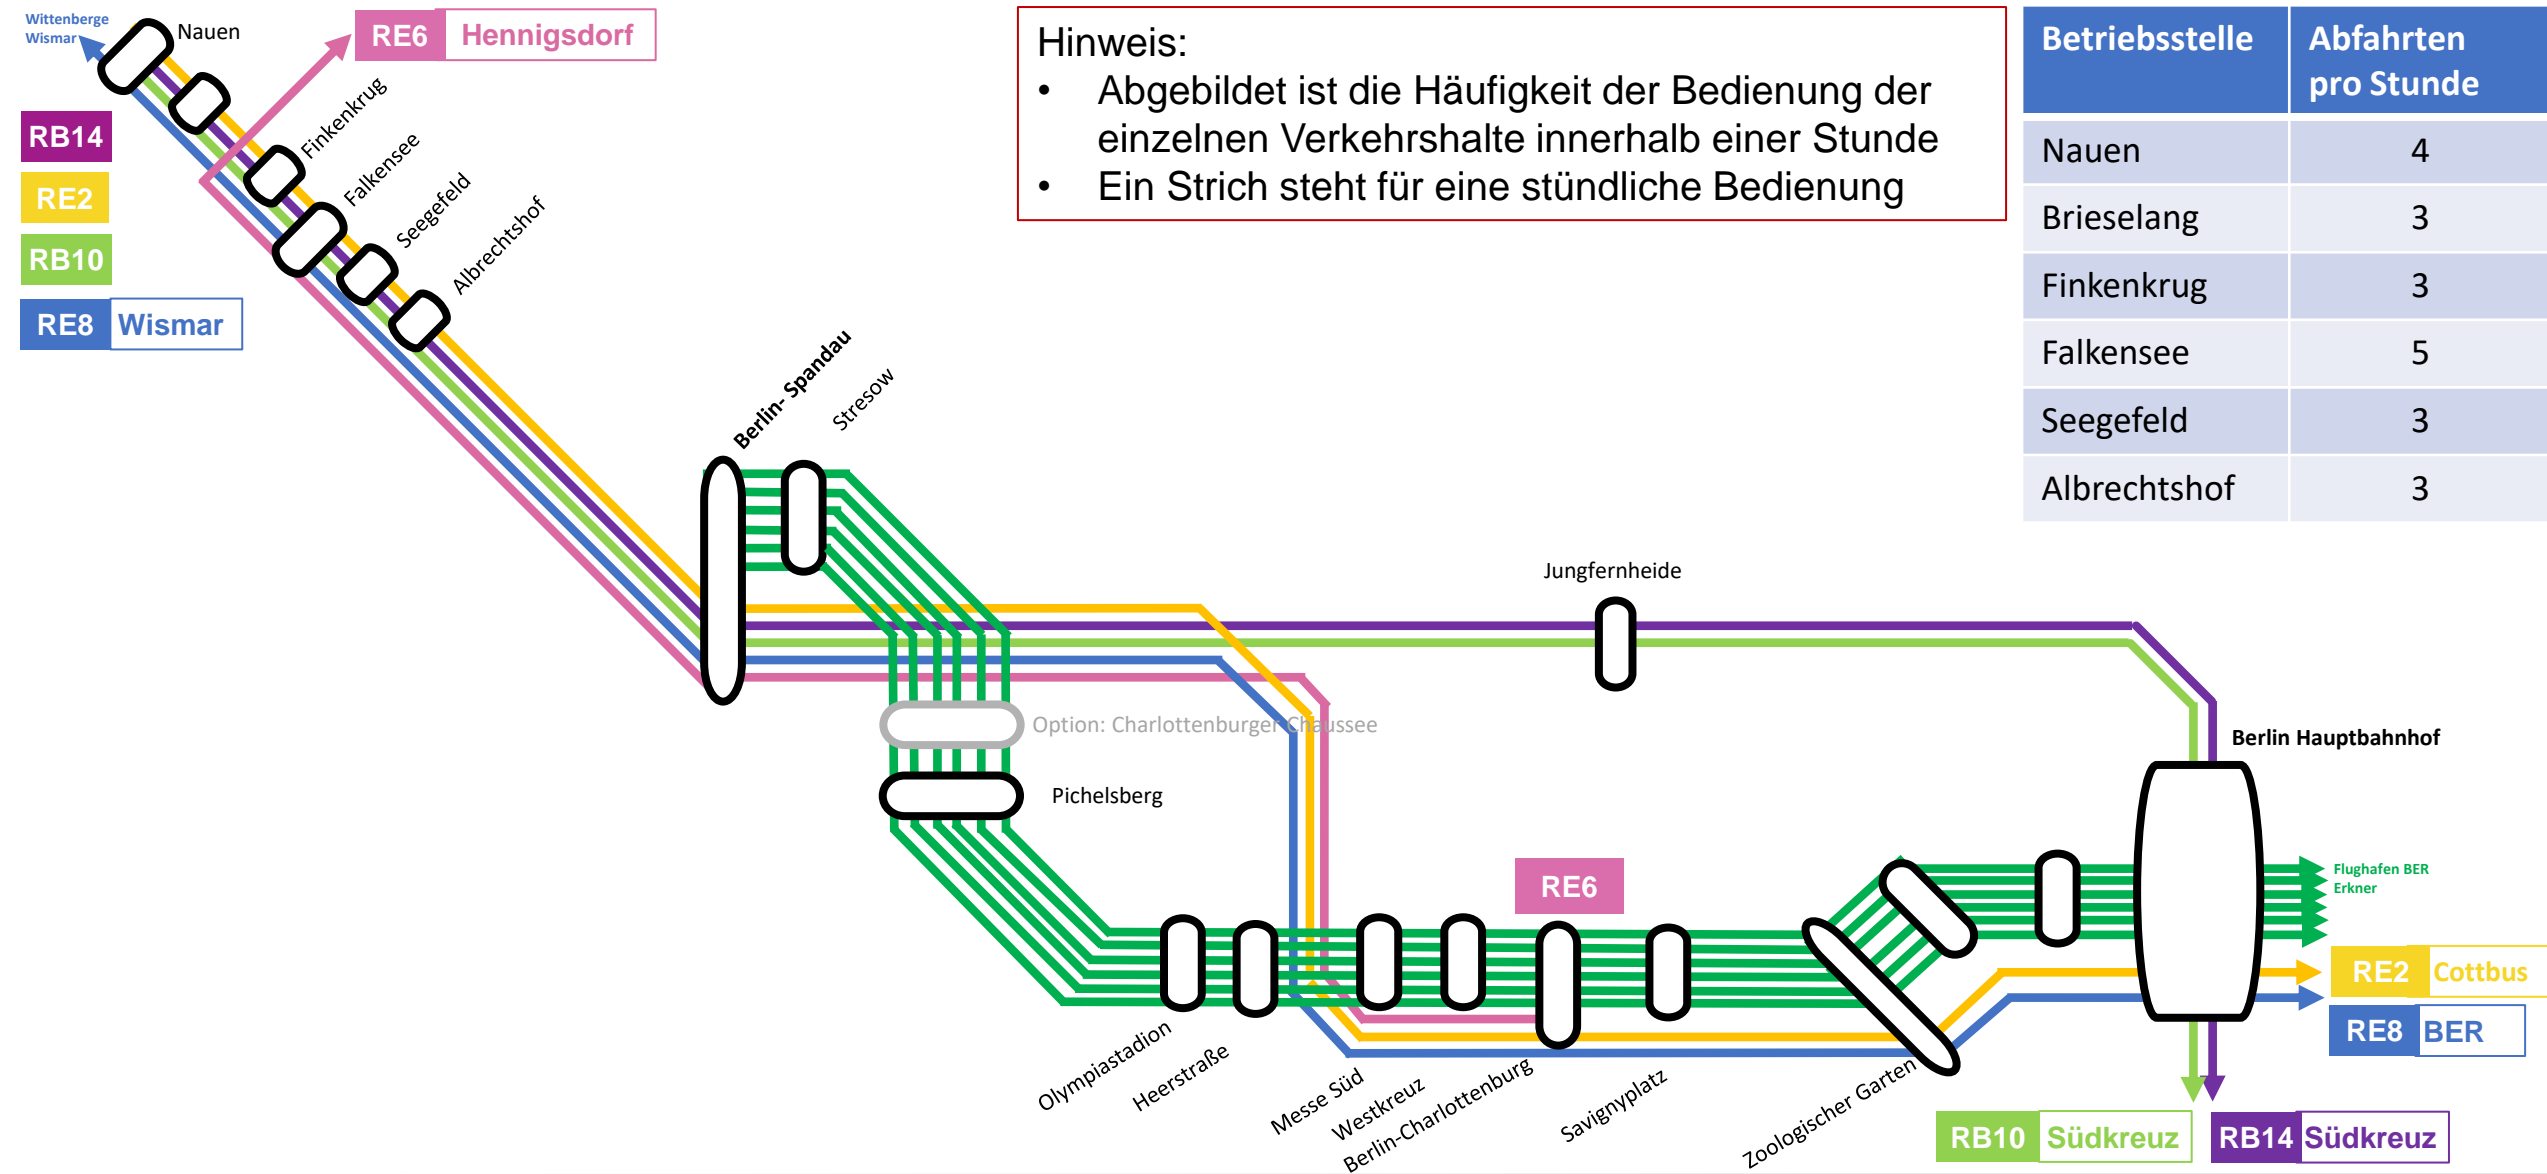 Wittenberge
Wismar
Nauen
RE6 Hennigsdorf
RB14
RE2
RB10
RE8 Wismar
Finkenkrug
Falkensee
Seegefeld
Albrechtshof
Hinweis:
• Abgebildet ist die Häufigkeit der Bedienung der
einzelnen Verkehrshalte innerhalb einer Stunde
• Ein Strich steht für eine stündliche Bedienung
Betriebsstelle Abfahrten
pro Stunde
Nauen 4
Brieselang 3
Finkenkrug 3
Falkensee 5
Seegefeld 3
Albrechtshof 3
Berlin- Spandau
Stresow
Jungfernheide
Option: Charlottenburger Chaussee
Pichelsberg
Berlin Hauptbahnhof
RE6
Flughafen BER
Erkner
RE2 Cottbus
RE8 BER
Olympiastadion
Heerstraße
Messe Süd
Westkreuz
Berlin-Charlottenburg
Savignyplatz
Zoologischer Garten
RB10 Südkreuz
RB14 Südkreuz